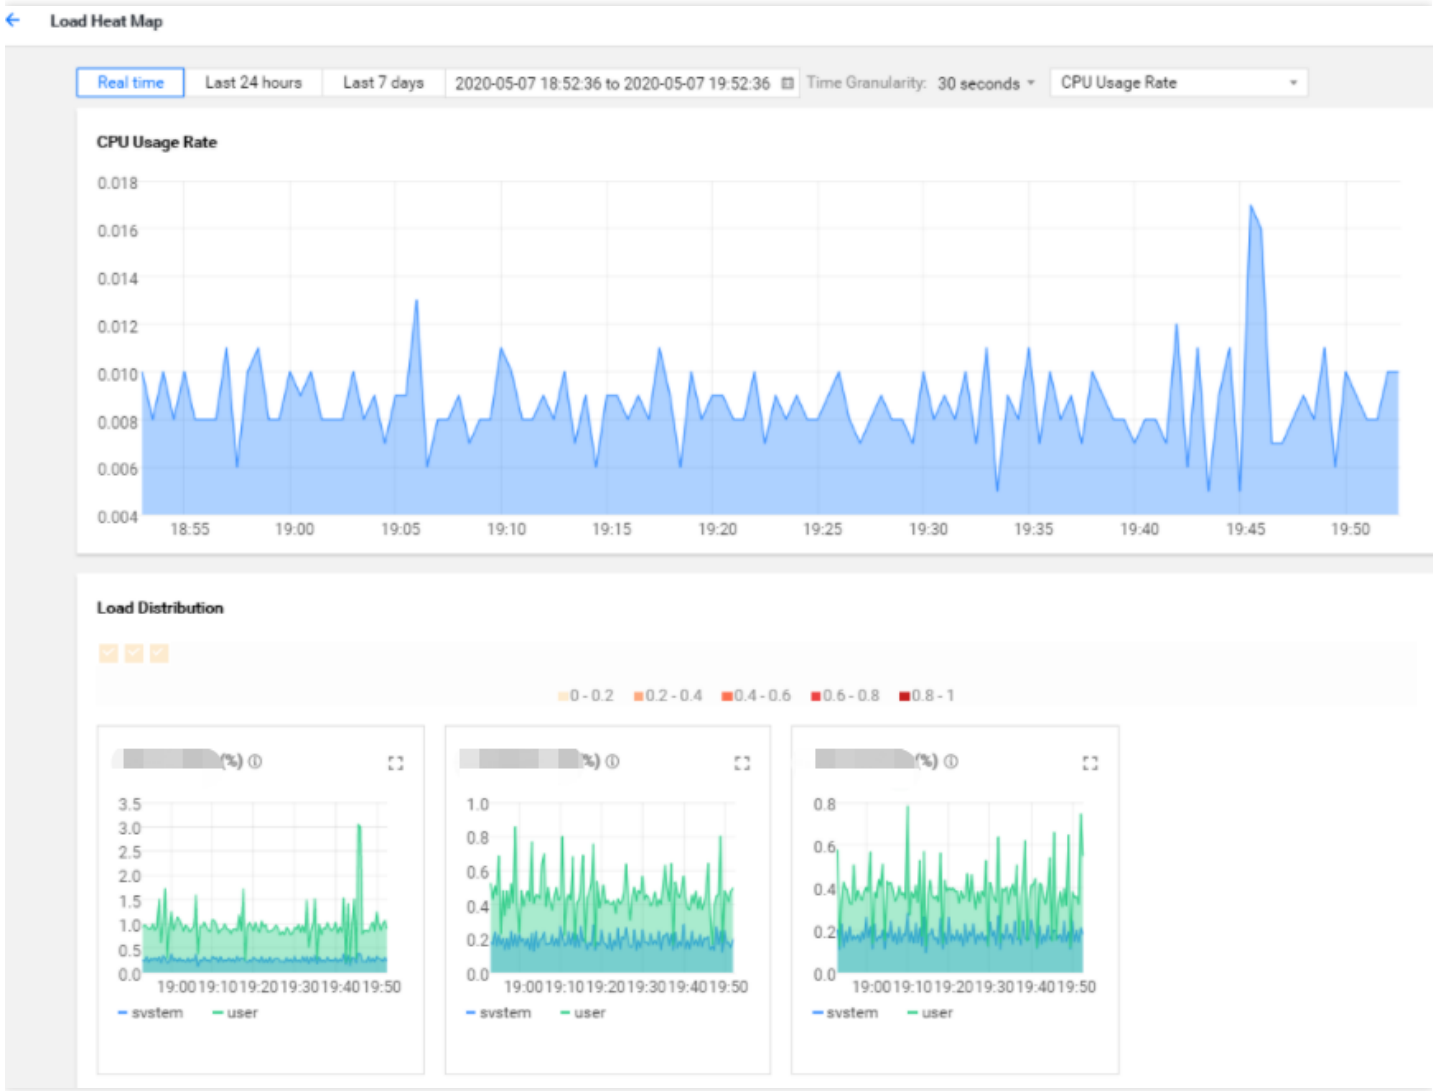 Load Heat Map
Real time Last 24 hours Last 7 days 2020-05-07 18:52:36 to 2020-05-07 19:52:36 Time Granularity: 30 seconds CPU Usage Rate
CPU Usage Rate
0.018
0.016
0.014
0.012
0.010
0.008
0.006
0.004
18:55 19:00 19:05 19:10 19:15 19:20 19:25 19:30 19:35 19:40 19:45 19:50
Load Distribution
0 - 0.2 0.2 - 0.4 0.4 - 0.6 0.6 - 0.8 0.8 - 1
(%)
3.5
3.0
2.5
2.0
1.5
1.0
0.5
0.0
19:00 19:10 19:20 19:30 19:40 19:50
system user
%)
1.0
0.8
0.6
0.4
0.2
0.0
19:00 19:10 19:20 19:30 19:40 19:50
system user
(%)
0.8
0.6
0.4
0.2
0.0
19:00 19:10 19:20 19:30 19:40 19:50
system user